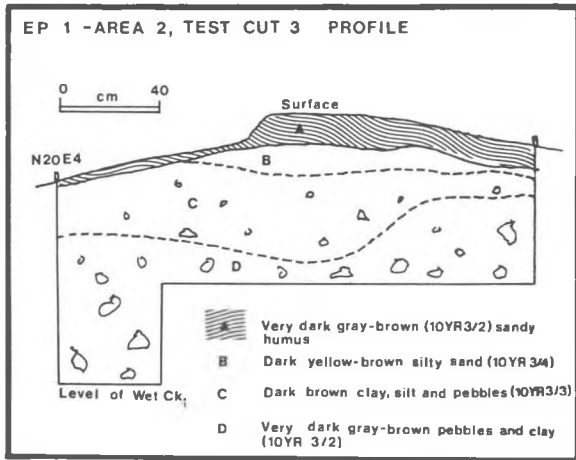 EP 1 -AREA 2, TEST CUT 3 PROFILE
0 40
cm
Surface
A
B
N20E4
C
D
A Very dark gray-brown (10YR3/2) sandy
humus
B Dark yellow-brown silty sand (10YR 3/4)
Level of Wet Ck.
C Dark brown clay, silt and pebbles (10YR3/3)
D Very dark gray-brown pebbles and clay
(10YR 3/2)